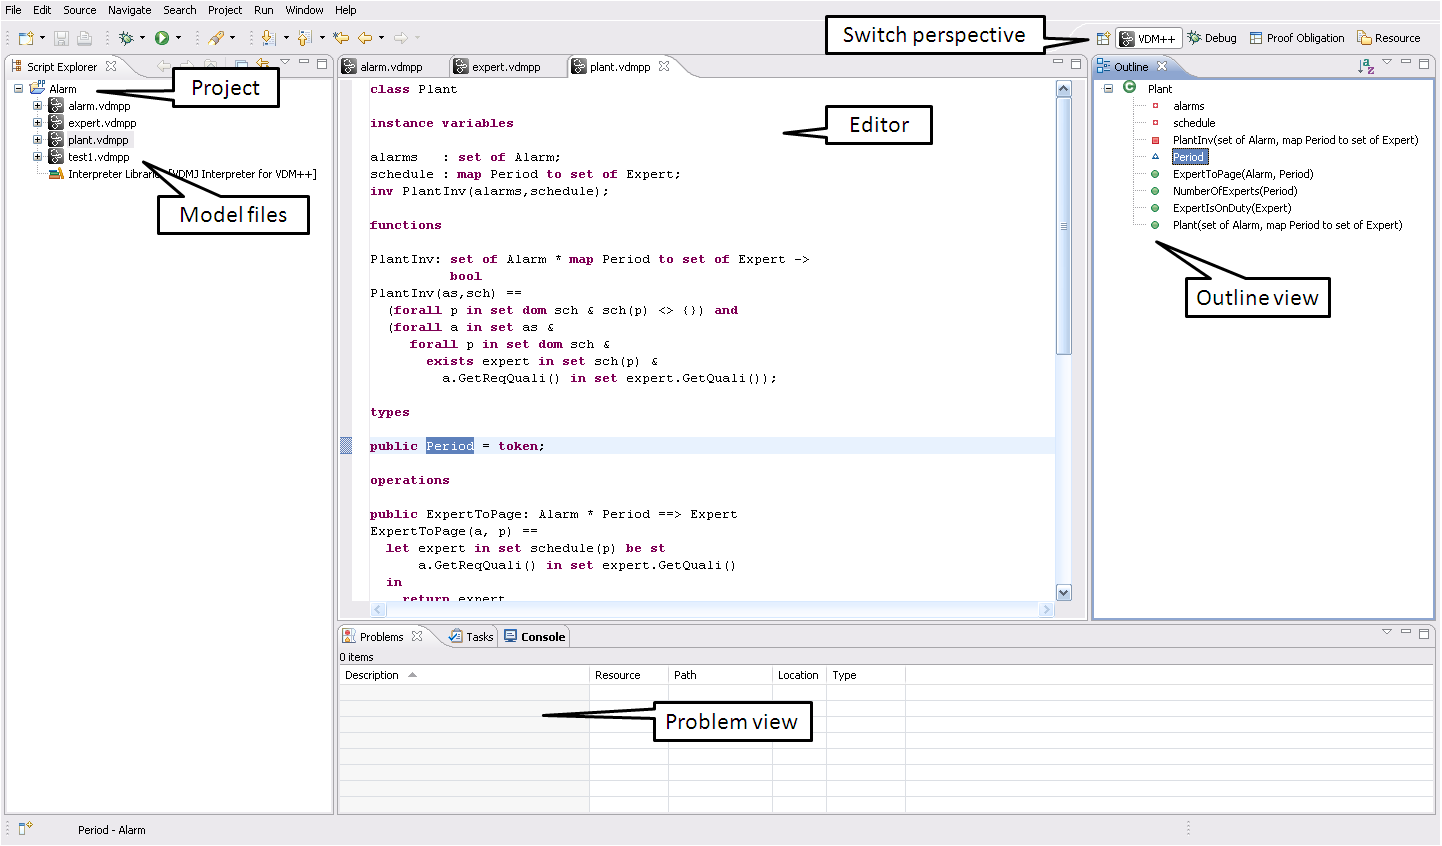 File Edit Source Navigate Search Project Run Window Help
Switch perspective
VDM++ Debug Proof Obligation Resource
Script Explorer
Project
Alarm
alarm.vdmpp
expert.vdmpp
plant.vdmpp
test1.vdmpp
Interpreter Libraries [VDMJ Interpreter for VDM++]
Model files
alarm.vdmpp expert.vdmpp plant.vdmpp
Editor
class Plant
instance variables
alarms   : set of Alarm;
schedule : map Period to set of Expert;
inv PlantInv(alarms,schedule);
functions
PlantInv: set of Alarm * map Period to set of Expert ->
          bool
PlantInv(as,sch) ==
  (forall p in set dom sch & sch(p) <> {}) and
  (forall a in set as &
     forall p in set dom sch &
       exists expert in set sch(p) &
         a.GetReqQuali() in set expert.GetQuali());
types
public Period = token;
operations
public ExpertToPage: Alarm * Period ==> Expert
ExpertToPage(a, p) ==
  let expert in set schedule(p) be st
      a.GetReqQuali() in set expert.GetQuali()
  in
    return expert
Outline
Plant
alarms
schedule
PlantInv(set of Alarm, map Period to set of Expert)
Period
ExpertToPage(Alarm, Period)
NumberOfExperts(Period)
ExpertIsOnDuty(Expert)
Plant(set of Alarm, map Period to set of Expert)
Outline view
Problems Tasks Console
0 items
Description Resource Path Location Type
Problem view
Period - Alarm